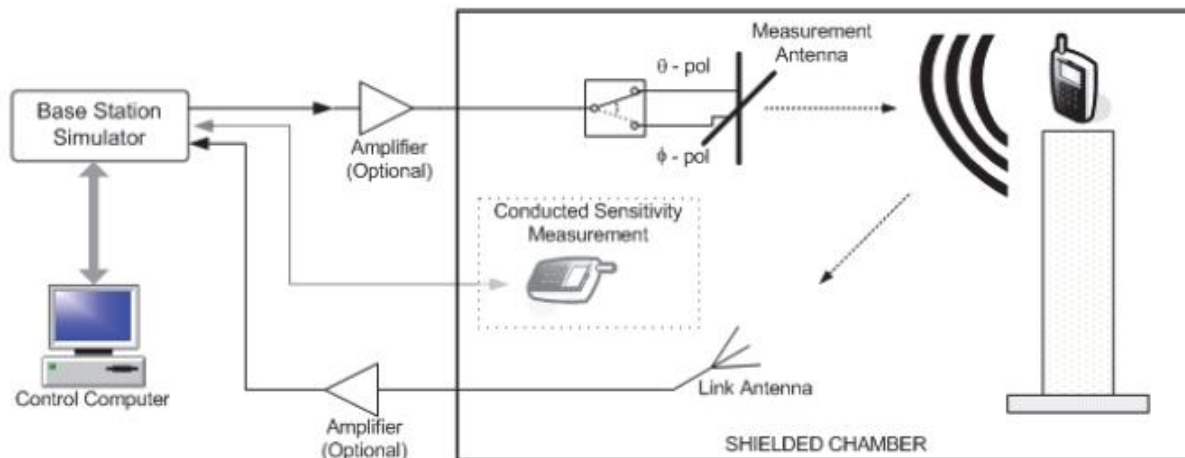 Base Station
Simulator
Amplifier
(Optional)
θ - pol
ϕ - pol
Measurement
Antenna
Conducted Sensitivity
Measurement
Control Computer
Amplifier
(Optional)
Link Antenna
SHIELDED CHAMBER